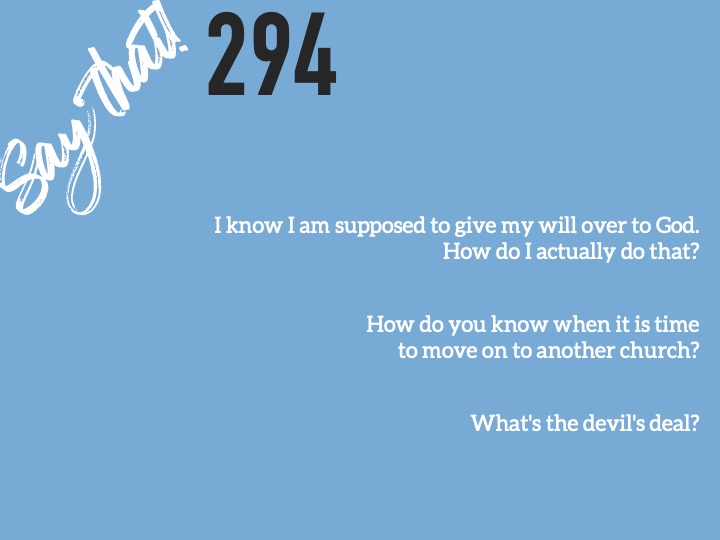 Say that!
294
I know I am supposed to give my will over to God.
How do I actually do that?
How do you know when it is time
to move on to another church?
What's the devil's deal?